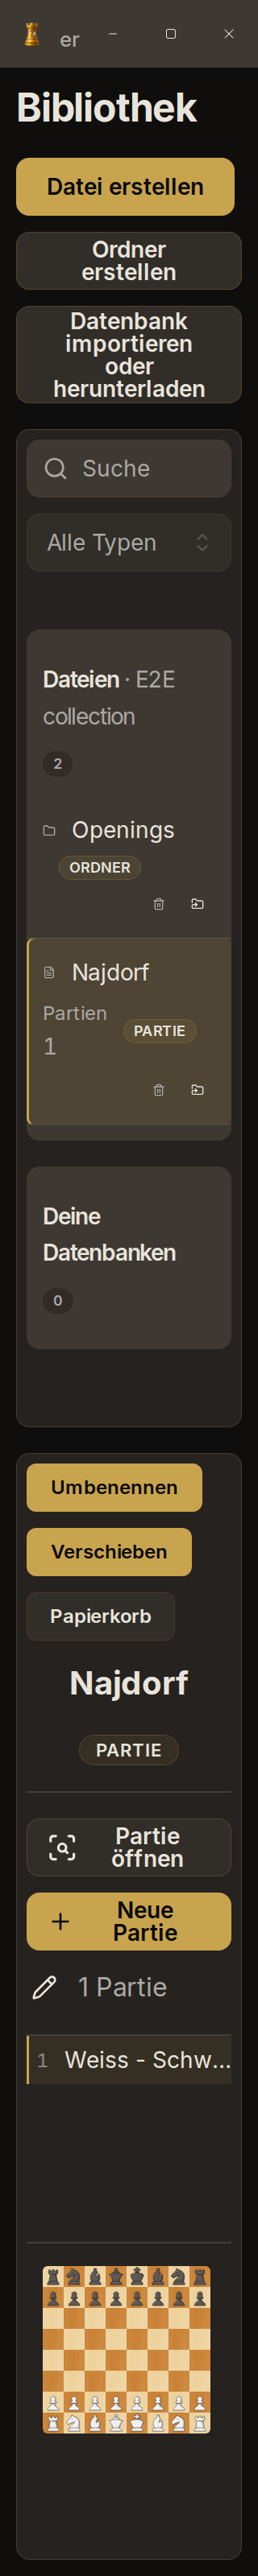 er
Bibliothek
Datei erstellen
Ordner
erstellen
Datenbank
importieren
oder
herunterladen
Suche
Alle Typen
Dateien · E2E
collection
2
Openings
ORDNER
Najdorf
Partien
1
PARTIE
Deine
Datenbanken
0
Umbenennen
Verschieben
Papierkorb
Najdorf
PARTIE
Partie
öffnen
Neue
Partie
1 Partie
1 Weiss - Schw...